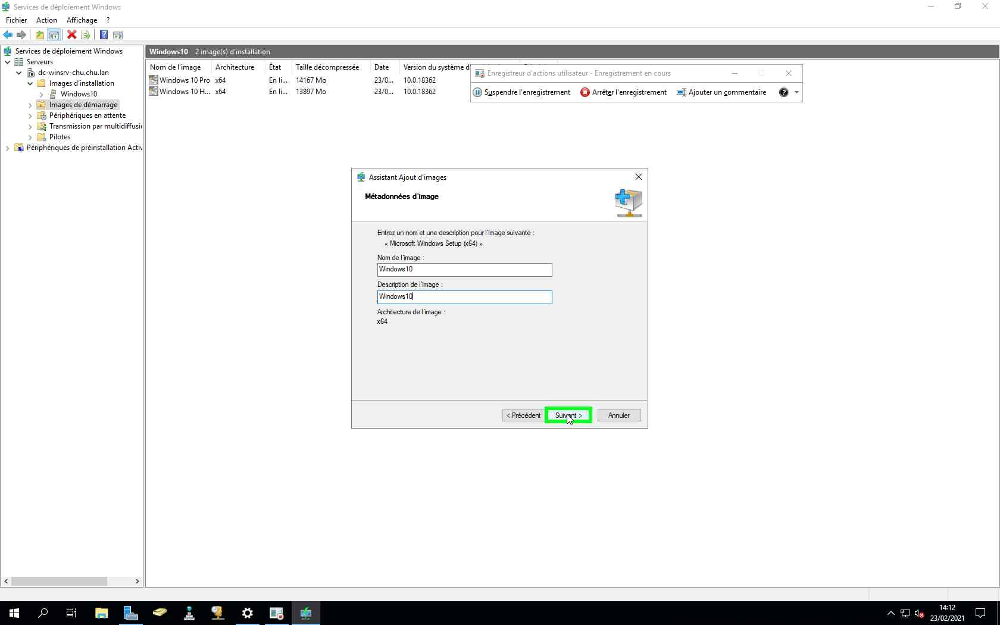 Services de déploiement Windows
Fichier Action Affichage ?
Services de déploiement Windows
Serveurs
dc-winsrv-chu.chu.lan
Images d'installation
Windows10
Images de démarrage
Périphériques en attente
Transmission par multidiffusio
Pilotes
Périphériques de préinstallation Activ
Windows10 2 image(s) d'installation
Nom de l'image Architecture État Taille décompressée Date Version du système d'
Windows 10 Pro x64 En li... 14167 Mo 23/0... 10.0.18362
Windows 10 H... x64 En li... 13897 Mo 23/0... 10.0.18362
Enregistreur d'actions utilisateur - Enregistrement en cours
Suspendre l'enregistrement Arrêter l'enregistrement Ajouter un commentaire
Assistant Ajout d'images
Métadonnées d'image
Entrez un nom et une description pour l'image suivante :
« Microsoft Windows Setup (x64) »
Nom de l'image :
Windows10
Description de l'image :
Windows10
Architecture de l'image :
x64
< Précédent Suivant > Annuler
14:12
23/02/2021